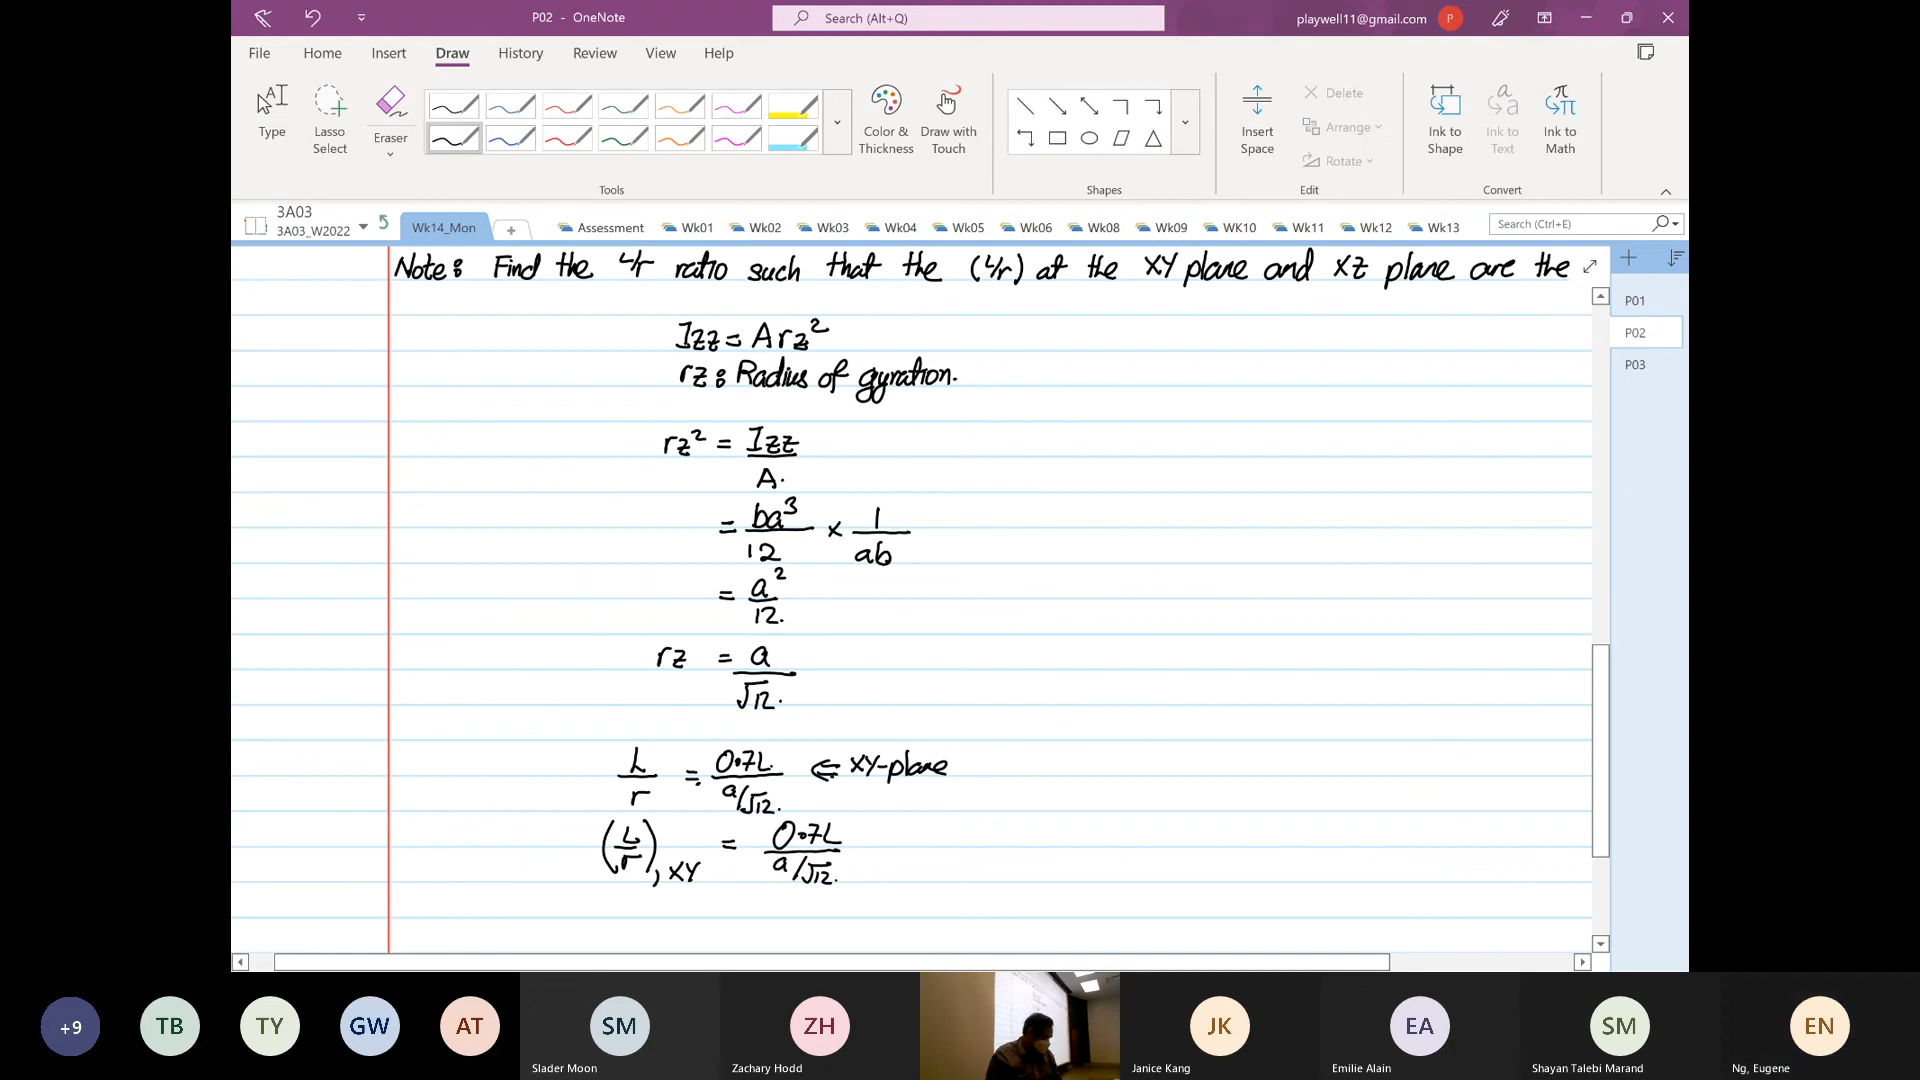 P02 - OneNote
Search (Alt+Q)
playwell11@gmail.com
P
File Home Insert Draw History Review View Help
Type
Lasso Select
Eraser
Color & Thickness
Draw with Touch
Insert Space
Delete
Arrange
Rotate
Ink to Shape
Ink to Text
Ink to Math
Tools
Shapes
Edit
Convert
3A03
3A03_W2022
Wk14_Mon
Assessment Wk01 Wk02 Wk03 Wk04 Wk05 Wk06 Wk08 Wk09 WK10 Wk11 Wk12 Wk13
Search (Ctrl+E)
P01
P02
P03
Note: Find the L/r ratio such that the (L/r) at the XY plane and XZ plane are the
Izz = A rz²
rz: Radius of gyration.
rz² = Izz / A.
= ba³/12 × 1/ab
= a²/12.
rz = a/√12.
L/r = 0.7L / a/√12. ⇐ XY-plane
(L/r), XY = 0.7L / a/√12.
+9
TB
TY
GW
AT
SM
Slader Moon
ZH
Zachary Hodd
JK
Janice Kang
EA
Emilie Alain
SM
Shayan Talebi Marand
EN
Ng, Eugene